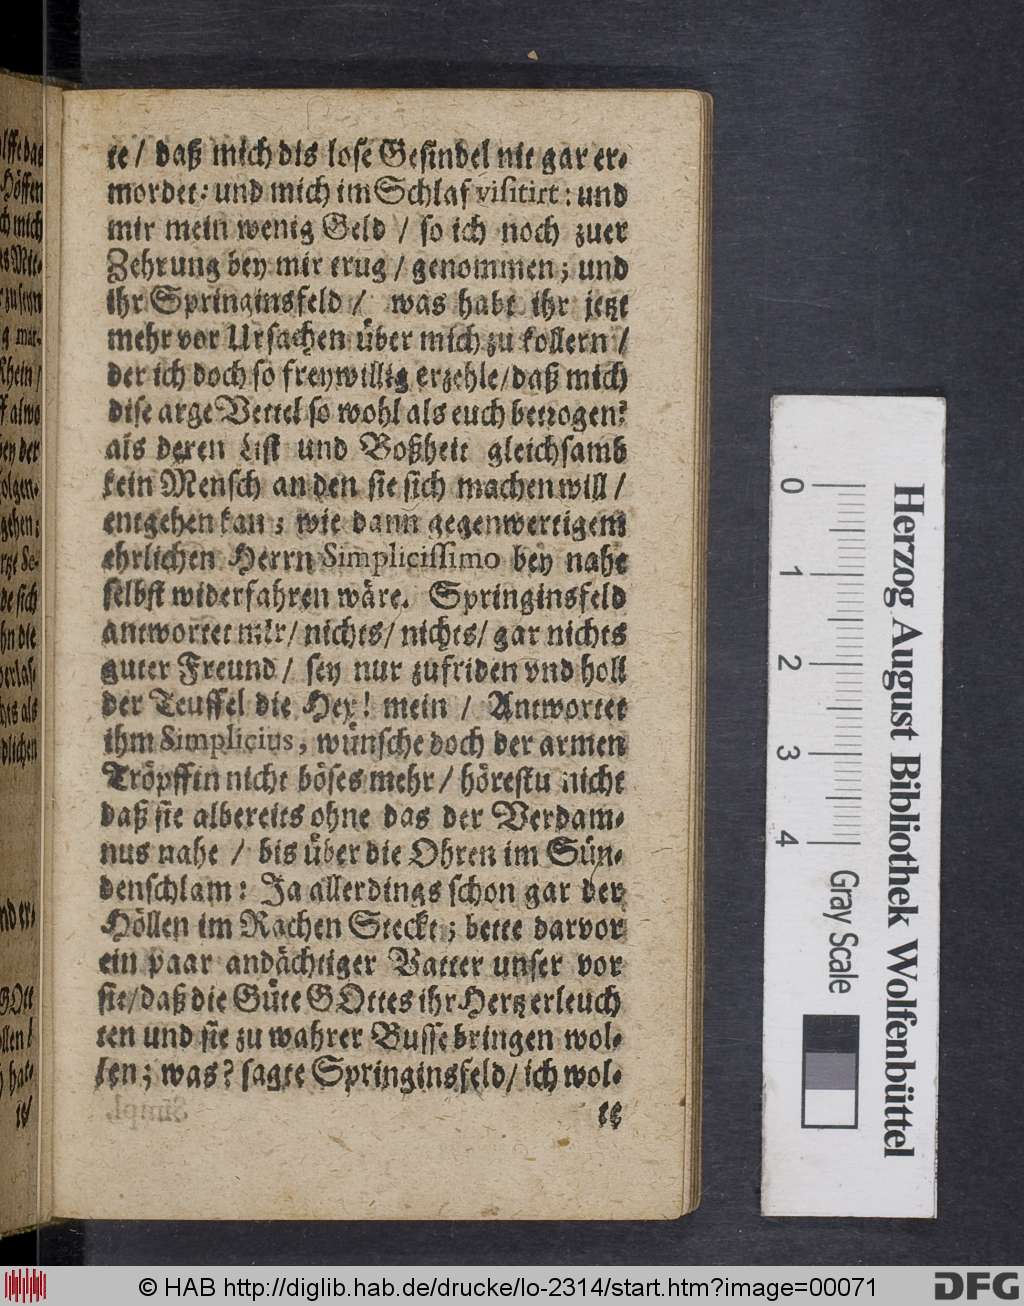 te / daß mich dis lose Gesindel nit gar er-
mordet: und mich im Schlaf visitirt: und
mir mein wenig Geld / so ich noch zuer
Zehrung bey mir trug / genommen; und
ihr Springinsfeld / was habt ihr jetzt
mehr vor Ursachen über mich zu kollern /
der ich doch so freywillig erzehle / daß mich
dise arge Vettel so wohl als euch betrogen?
als deren List und Boßheit gleichsamb
kein Mensch an den sie sich machen will /
entgehen kan; wie dann gegenwertigem
ehrlichen Herrn Simplicissimo bey nahe
selbst widerfahren wäre. Springinsfeld
antwortet mir / nichts / nichts / gar nichts
guter Freund / sey nur zufriden vnd holl
der Teuffel die Hex! mein / Antwortet
ihm Simplicius, wünsche doch der armen
Tröpffin nicht böses mehr / hörestu nicht
daß sie albereits ohne das der Verdam-
nus nahe / bis über die Ohren im Sün-
denschlam: Ja allerdings schon gar der
Höllen im Rachen Steckt; bette darvor
ein paar andächtiger Vatter unser vor
sie / daß die Güte GOttes ihr Hertz erleuch
ten und sie zu wahrer Busse bringen wol-
len; was? sagte Springinsfeld / ich wol-
te
0 1 2 3 4
Gray Scale
Herzog August Bibliothek Wolfenbüttel
© HAB http://diglib.hab.de/drucke/lo-2314/start.htm?image=00071
DFG